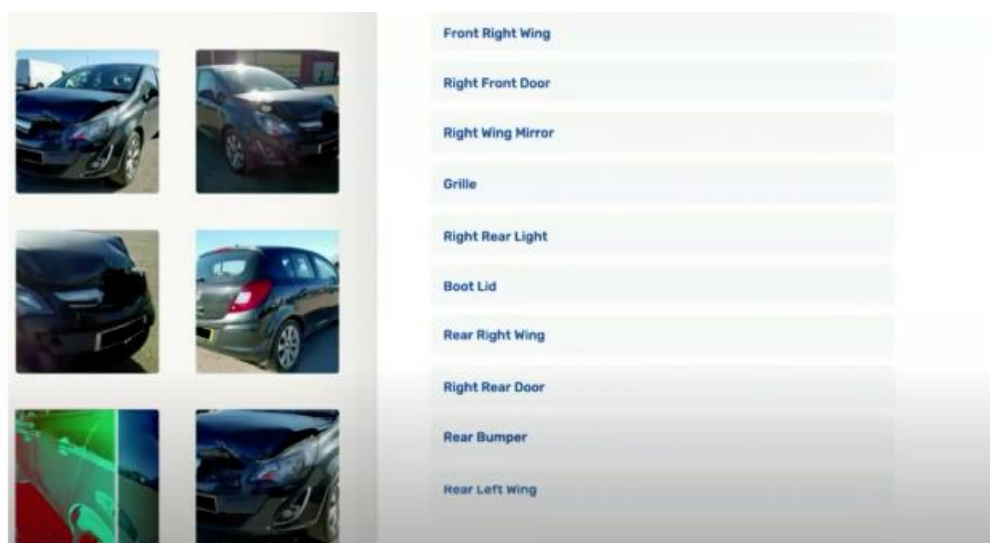 Front Right Wing
Right Front Door
Right Wing Mirror
Grille
Right Rear Light
Boot Lid
Rear Right Wing
Right Rear Door
Rear Bumper
Rear Left Wing